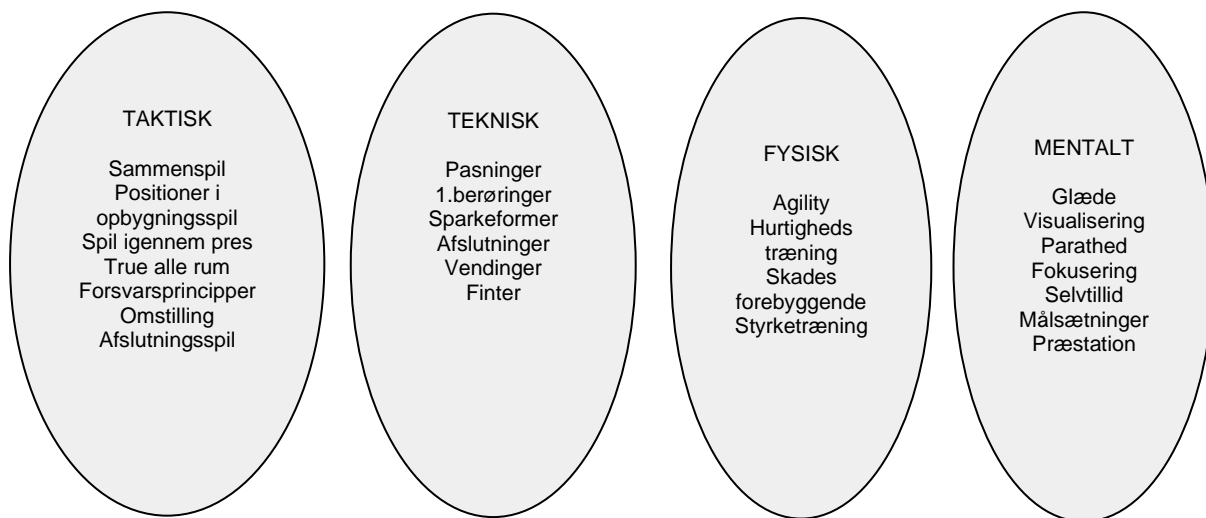 TAKTISK
Sammenspil
Positioner i
opbygningsspil
Spil igennem pres
True alle rum
Forsvarsprincipper
Omstilling
Afslutningsspil
TEKNISK
Pasninger
1.berøringer
Sparkeformer
Afslutninger
Vendinger
Finter
FYSISK
Agility
Hurtigheds
træning
Skades
forebyggende
Styrketræning
MENTALT
Glæde
Visualisering
Parathed
Fokusering
Selvtillid
Målsætninger
Præstation